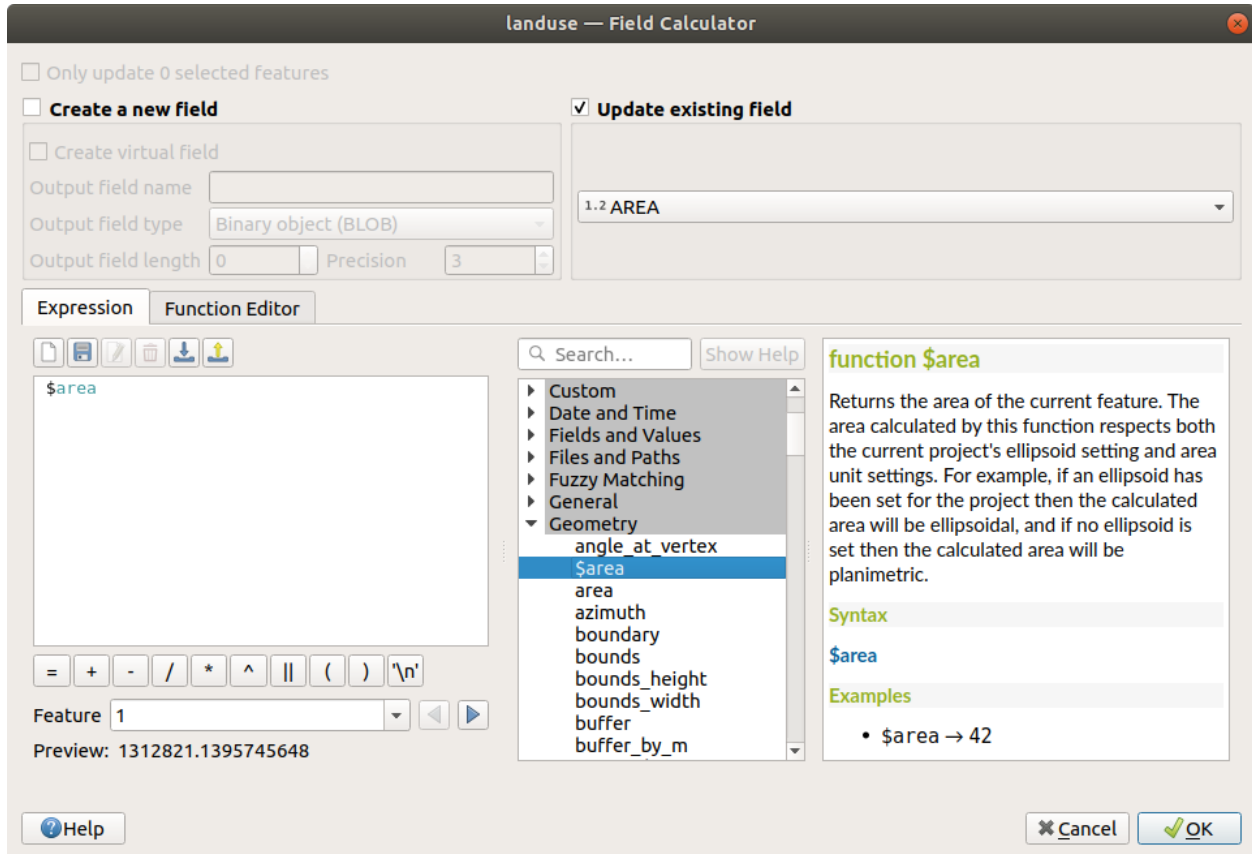 landuse — Field Calculator
Only update 0 selected features
Create a new field
Update existing field
Create virtual field
Output field name
1.2 AREA
Output field type Binary object (BLOB)
Output field length 0 Precision 3
Expression Function Editor
Search... Show Help
$area
Custom
Date and Time
Fields and Values
Files and Paths
Fuzzy Matching
General
Geometry
angle_at_vertex
$area
area
azimuth
boundary
bounds
bounds_height
bounds_width
buffer
buffer_by_m
function $area
Returns the area of the current feature. The
area calculated by this function respects both
the current project's ellipsoid setting and area
unit settings. For example, if an ellipsoid has
been set for the project then the calculated
area will be ellipsoidal, and if no ellipsoid is
set then the calculated area will be
planimetric.
Syntax
$area
Examples
• $area → 42
= + - / * ^ || ( ) '\n'
Feature 1
Preview: 1312821.1395745648
Help
Cancel
OK